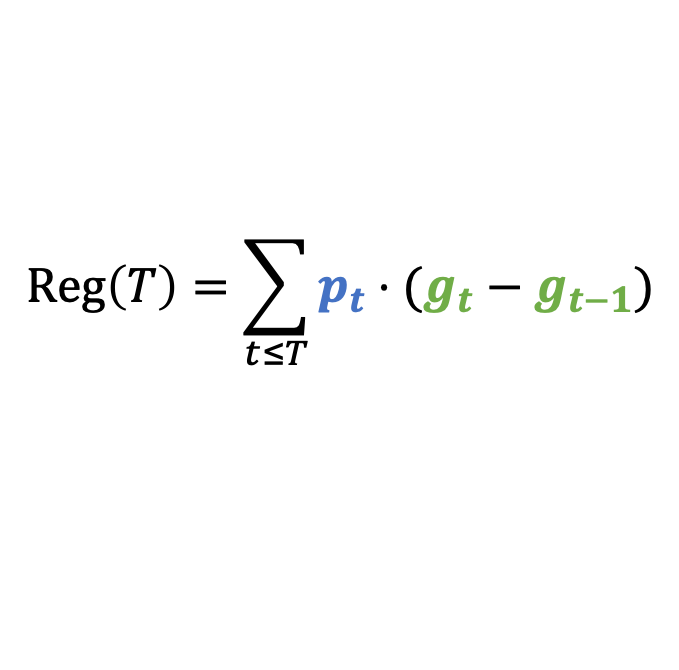 Reg(T) = ∑ p_t · (g_t − g_{t−1})
t≤T